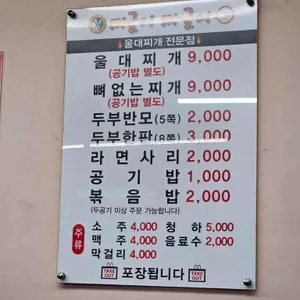 울대찌개 전문점
울 대 찌 개 9,000
(공기밥 별도)
뼈없는찌개 9,000
(공기밥 별도)
두부반모(5쪽) 2,000
두부한판(8쪽) 3,000
라 면 사 리 2,000
공 기 밥 1,000
볶 음 밥 2,000
(두공기 이상 주문 가능합니다)
주류
소 주 4,000 청 하 5,000
맥 주 4,000 음료수 2,000
막걸리 4,000
TAKE OUT 포장됩니다 TAKE OUT